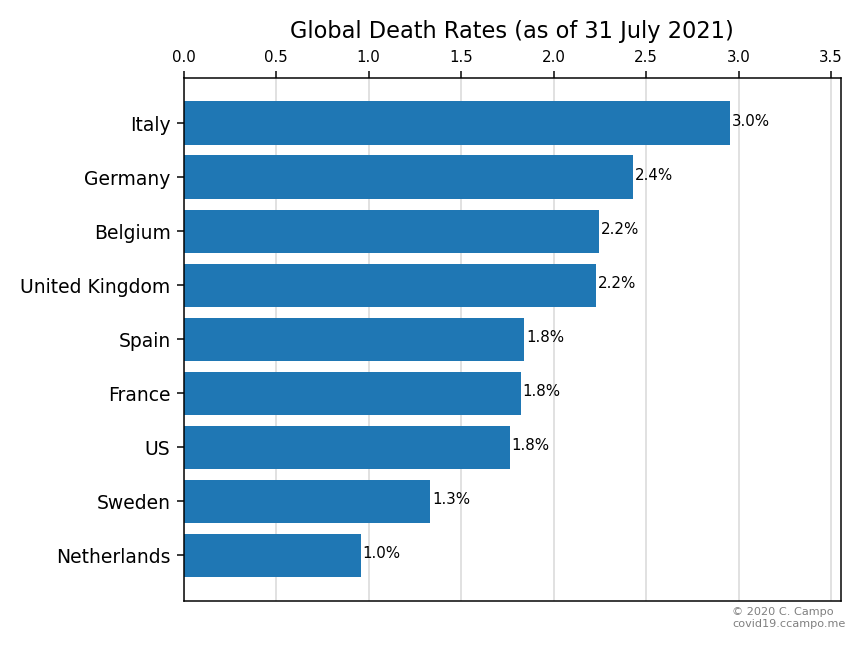 Global Death Rates (as of 31 July 2021)
0.0 0.5 1.0 1.5 2.0 2.5 3.0 3.5
Italy 3.0%
Germany 2.4%
Belgium 2.2%
United Kingdom 2.2%
Spain 1.8%
France 1.8%
US 1.8%
Sweden 1.3%
Netherlands 1.0%
© 2020 C. Campo
covid19.ccampo.me